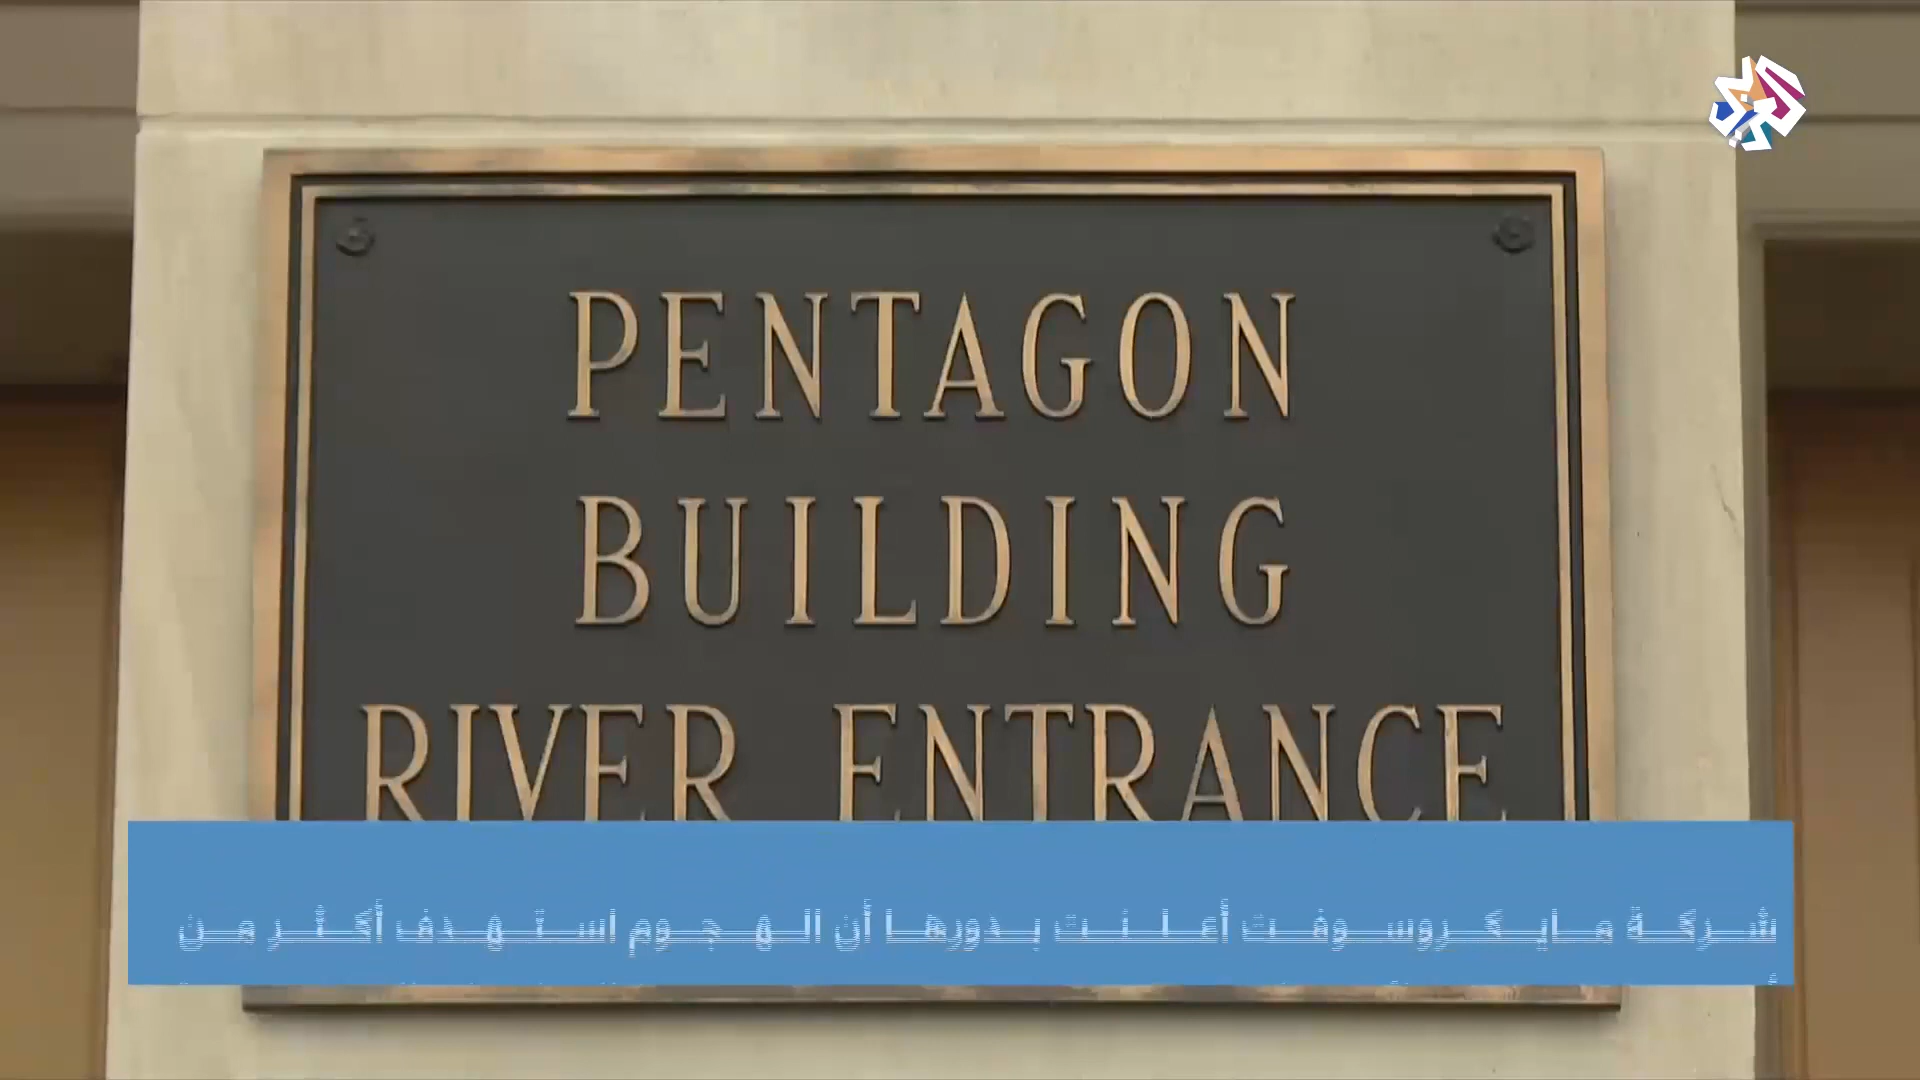 PENTAGON
BUILDING
RIVER ENTRANCE
شركة مايكروسوفت أعلنت بدورها أن الهجوم استهدف أكثر من